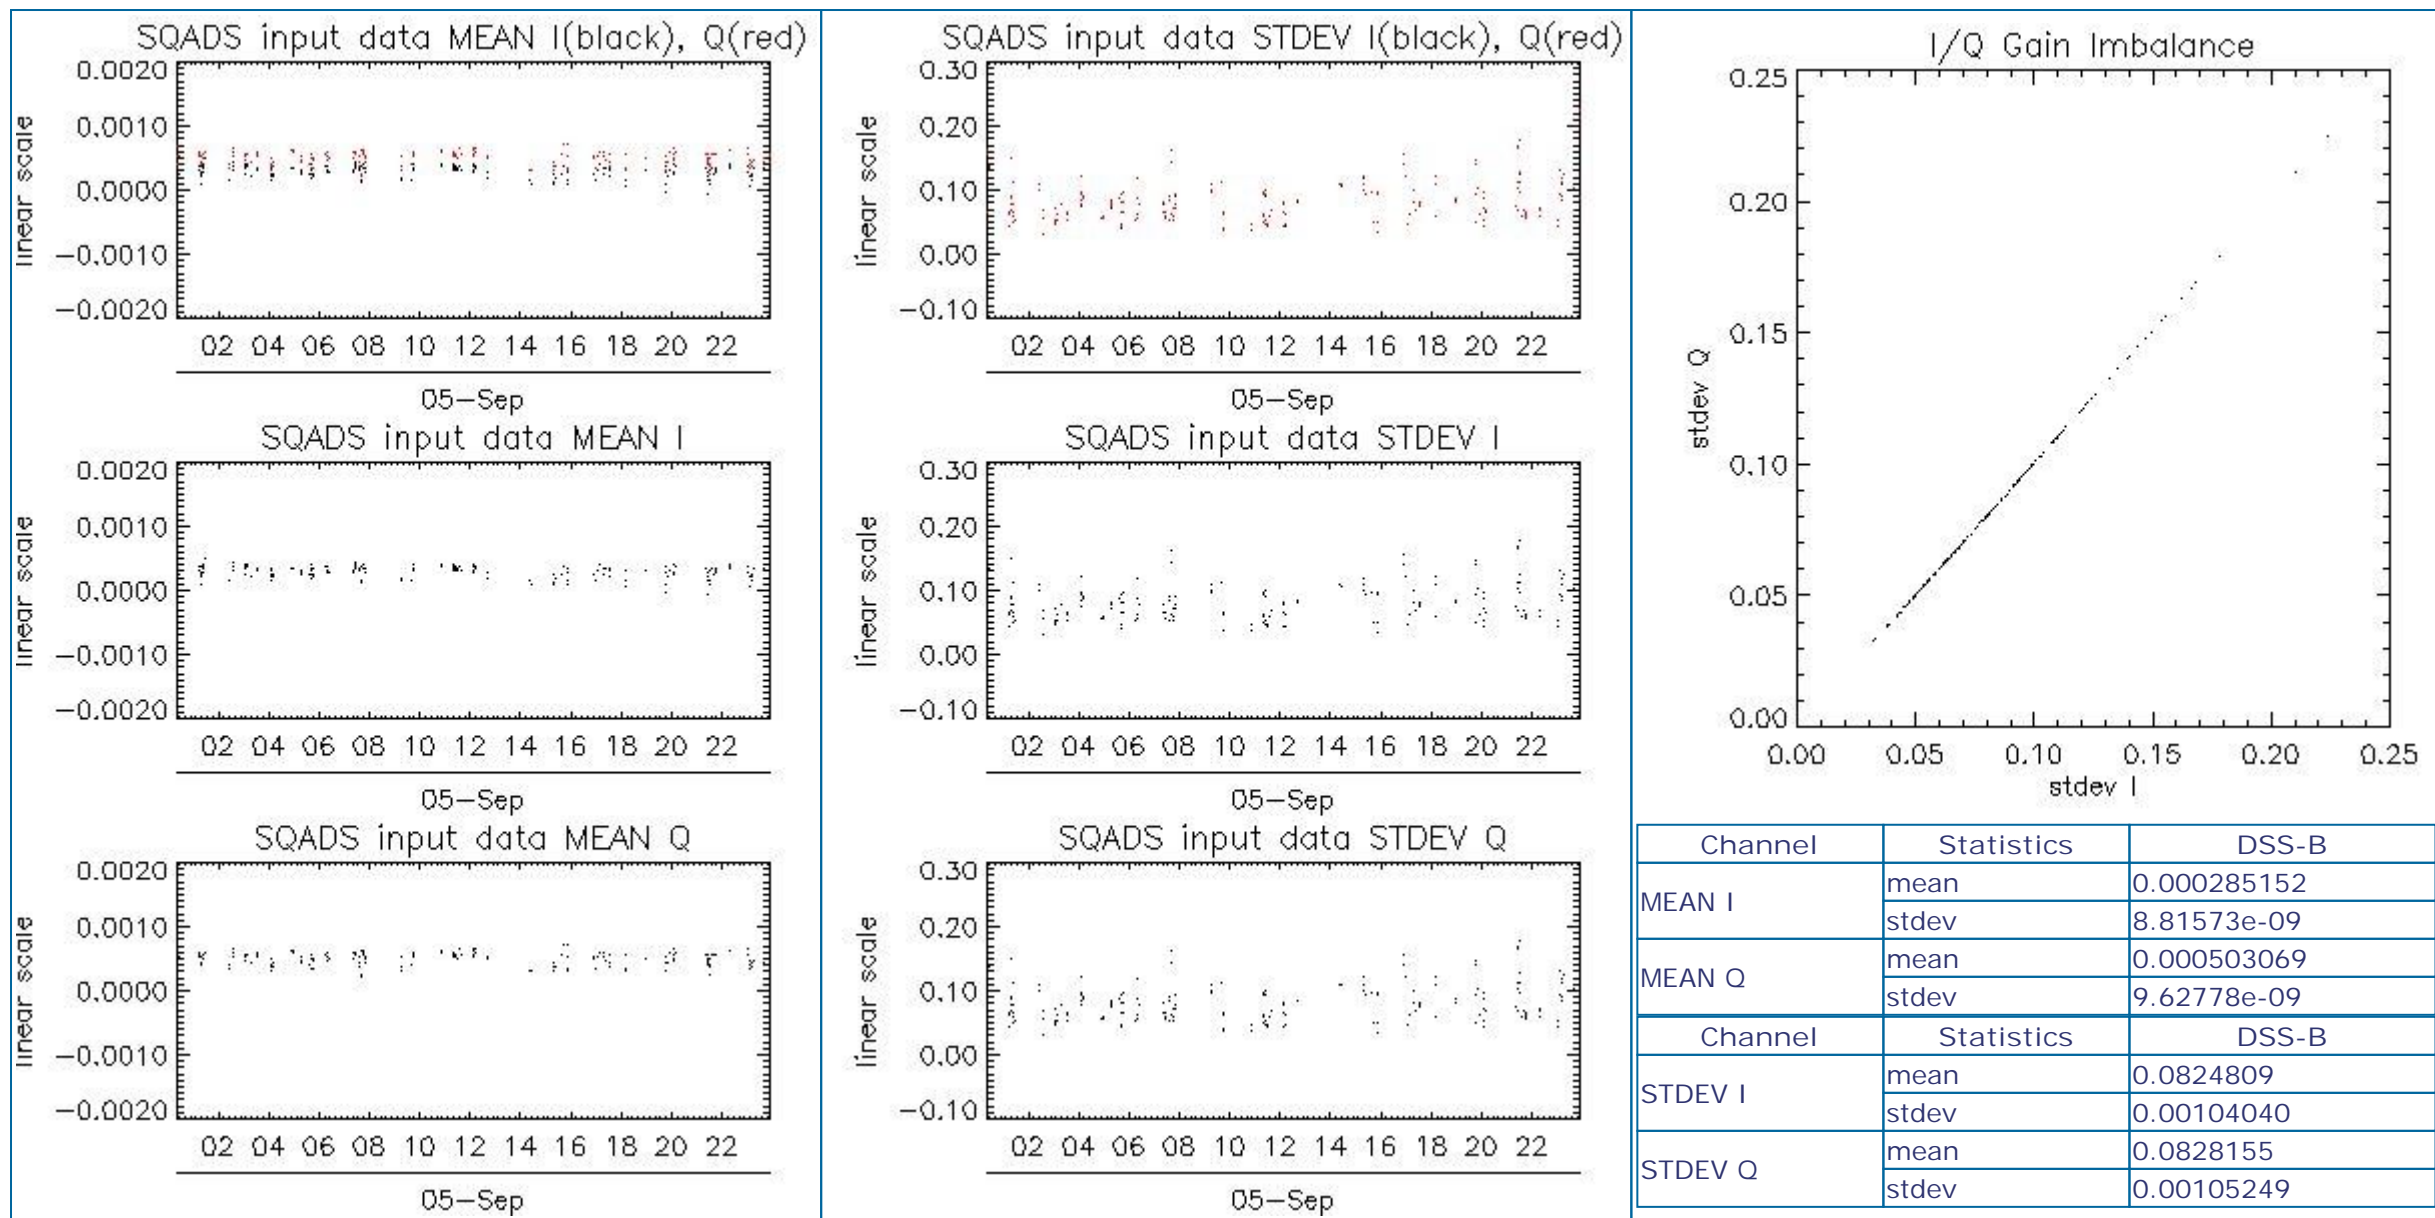 SQADS input data MEAN I(black), Q(red)
0.0020
0.0010
0.0000
−0.0010
−0.0020
linear scale
02 04 06 08 10 12 14 16 18 20 22
05−Sep
SQADS input data MEAN I
0.0020
0.0010
0.0000
−0.0010
−0.0020
linear scale
02 04 06 08 10 12 14 16 18 20 22
05−Sep
SQADS input data MEAN Q
0.0020
0.0010
0.0000
−0.0010
−0.0020
linear scale
02 04 06 08 10 12 14 16 18 20 22
05−Sep
SQADS input data STDEV I(black), Q(red)
0.30
0.20
0.10
0.00
−0.10
linear scale
02 04 06 08 10 12 14 16 18 20 22
05−Sep
SQADS input data STDEV I
0.30
0.20
0.10
0.00
−0.10
linear scale
02 04 06 08 10 12 14 16 18 20 22
05−Sep
SQADS input data STDEV Q
0.30
0.20
0.10
0.00
−0.10
linear scale
02 04 06 08 10 12 14 16 18 20 22
05−Sep
I/Q Gain Imbalance
0.25
0.20
0.15
0.10
0.05
0.00
stdev Q
0.00 0.05 0.10 0.15 0.20 0.25
stdev I
Channel Statistics DSS-B
MEAN I
mean 0.000285152
stdev 8.81573e-09
MEAN Q
mean 0.000503069
stdev 9.62778e-09
Channel Statistics DSS-B
STDEV I
mean 0.0824809
stdev 0.00104040
STDEV Q
mean 0.0828155
stdev 0.00105249